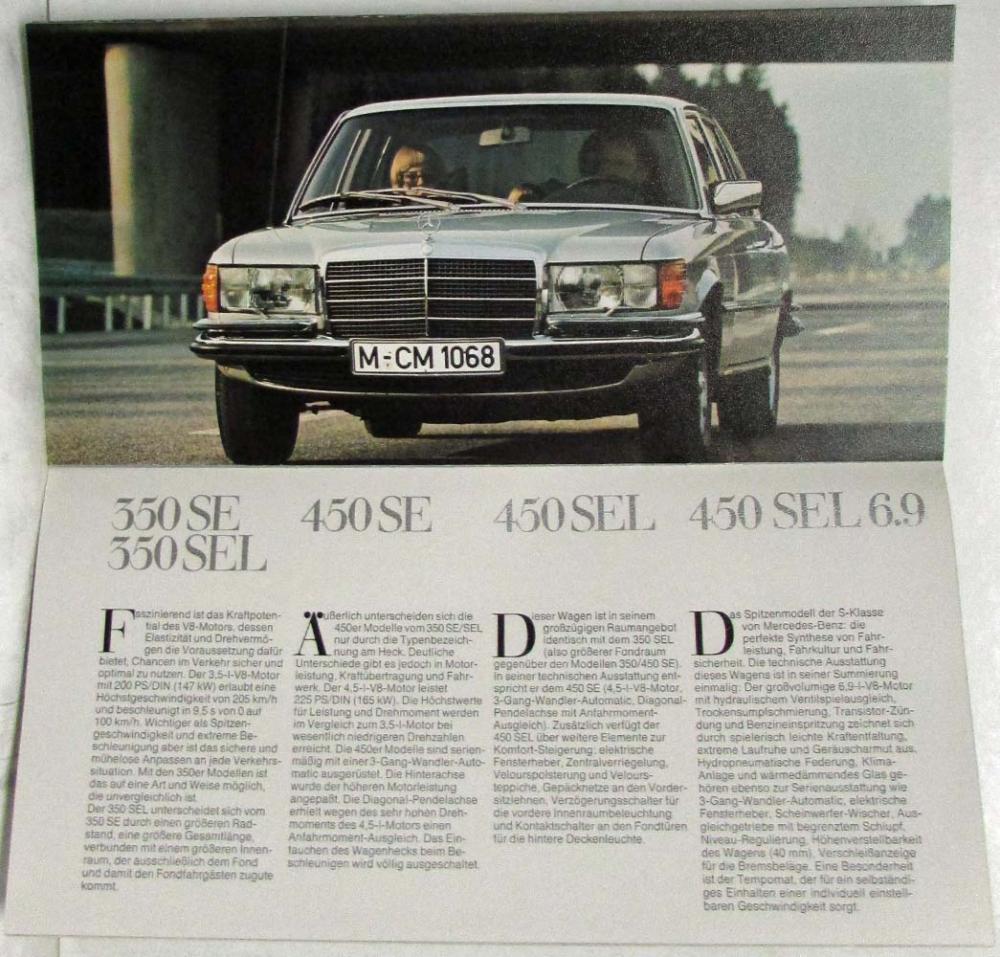 M-CM 1068
350 SE
350 SEL
Faszinierend ist das Kraftpoten-
tial des V8-Motors, dessen
Elastizität und Drehvermö-
gen die Voraussetzung dafür
bietet, Chancen im Verkehr sicher und
optimal zu nutzen. Der 3,5-l-V8-Motor
mit 200 PS/DIN (147 kW) erlaubt eine
Höchstgeschwindigkeit von 205 km/h
und beschleunigt in 9,5 s von 0 auf
100 km/h. Wichtiger als Spitzen-
geschwindigkeit und extreme Be-
schleunigung aber ist das sichere und
mühelose Anpassen an jede Verkehrs-
situation. Mit den 350er Modellen ist
das auf eine Art und Weise möglich,
die unvergleichlich ist.
Der 350 SEL unterscheidet sich vom
350 SE durch einen größeren Rad-
stand, eine größere Gesamtlänge,
verbunden mit einem größeren Innen-
raum, der ausschließlich dem Fond
und damit den Fondfahrgästen zugute
kommt.
450 SE
Äußerlich unterscheiden sich die
450er Modelle vom 350 SE/SEL
nur durch die Typenbezeich-
nung am Heck. Deutliche
Unterschiede gibt es jedoch in Motor-
leistung, Kraftübertragung und Fahr-
werk. Der 4,5-l-V8-Motor leistet
225 PS/DIN (165 kW). Die Höchstwerte
für Leistung und Drehmoment werden
im Vergleich zum 3,5-l-Motor bei
wesentlich niedrigeren Drehzahlen
erreicht. Die 450er Modelle sind serien-
mäßig mit einer 3-Gang-Wandler-Auto-
matic ausgerüstet. Die Hinterachse
wurde der höheren Motorleistung
angepaßt. Die Diagonal-Pendelachse
erhielt wegen des sehr hohen Dreh-
moments des 4,5-l-Motors einen
Anfahrmoment-Ausgleich. Das Ein-
tauchen des Wagenhecks beim Be-
schleunigen wird völlig ausgeschaltet.
450 SEL
Dieser Wagen ist in seinem
großzügigen Raumangebot
identisch mit dem 350 SEL
(also größerer Fondraum
gegenüber den Modellen 350/450 SE).
In seiner technischen Ausstattung ent-
spricht er dem 450 SE (4,5-l-V8-Motor,
3-Gang-Wandler-Automatic, Diagonal-
Pendelachse mit Anfahrmoment-
Ausgleich). Zusätzlich verfügt der
450 SEL über weitere Elemente zur
Komfort-Steigerung: elektrische
Fensterheber, Zentralverriegelung,
Velourspolsterung und Velours-
teppiche, Gepäcknetze an den Vorder-
sitzlehnen, Verzögerungsschalter für
die vordere Innenraumbeleuchtung
und Kontaktschalter an den Fondtüren
für die hintere Deckenleuchte.
450 SEL 6.9
Das Spitzenmodell der S-Klasse
von Mercedes-Benz: die
perfekte Synthese von Fahr-
leistung, Fahrkultur und Fahr-
sicherheit. Die technische Ausstattung
dieses Wagens ist in seiner Summierung
einmalig: Der großvolumige 6,9-l-V8-Motor
mit hydraulischem Ventilspielausgleich,
Trockensumpfschmierung, Transistor-Zün-
dung und Benzineinspritzung zeichnet sich
durch spielerisch leichte Kraftentfaltung,
extreme Laufruhe und Geräuscharmut aus.
Hydropneumatische Federung, Klima-
Anlage und wärmedämmendes Glas ge-
hören ebenso zur Serienausstattung wie
3-Gang-Wandler-Automatic, elektrische
Fensterheber, Scheinwerfer-Wischer, Aus-
gleichgetriebe mit begrenztem Schlupf,
Niveau-Regulierung, Höhenverstellbarkeit
des Wagens (40 mm), Verschleißanzeige
für die Bremsbeläge. Eine Besonderheit
ist der Tempomat, der für ein selbständi-
ges Einhalten einer individuell einstell-
baren Geschwindigkeit sorgt.